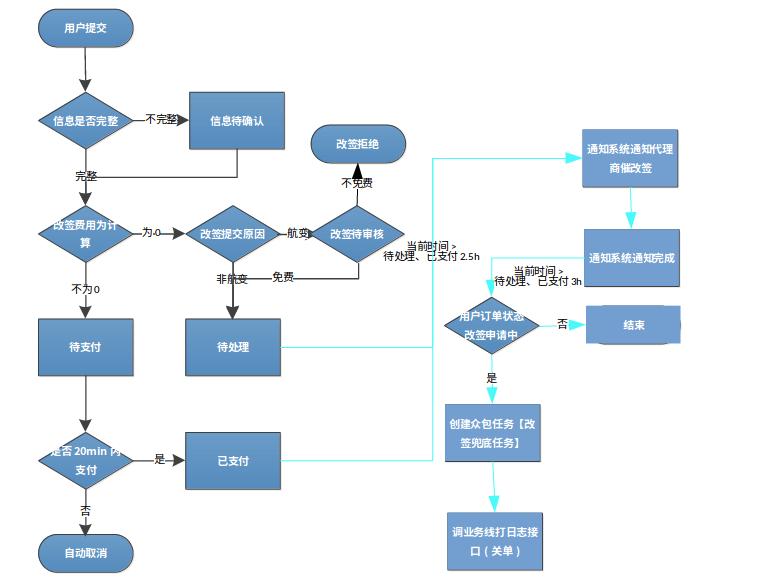 用户提交
信息是否完整
不完整
信息待确认
完整
改签拒绝
不免费
改签费用为计
算
为0
改签提交原因
航变
改签待审核
非航变
免费
不为0
待支付
待处理
是否20min 内
支付
是
已支付
否
自动取消
当前时间 >
待处理、已支付 2.5h
通知系统通知代理
商催改签
通知系统通知完成
当前时间 >
待处理、已支付 3h
用户订单状态
改签申请中
否
结束
是
创建众包任务【改
签兜底任务】
调业务线打日志接
口（关单）